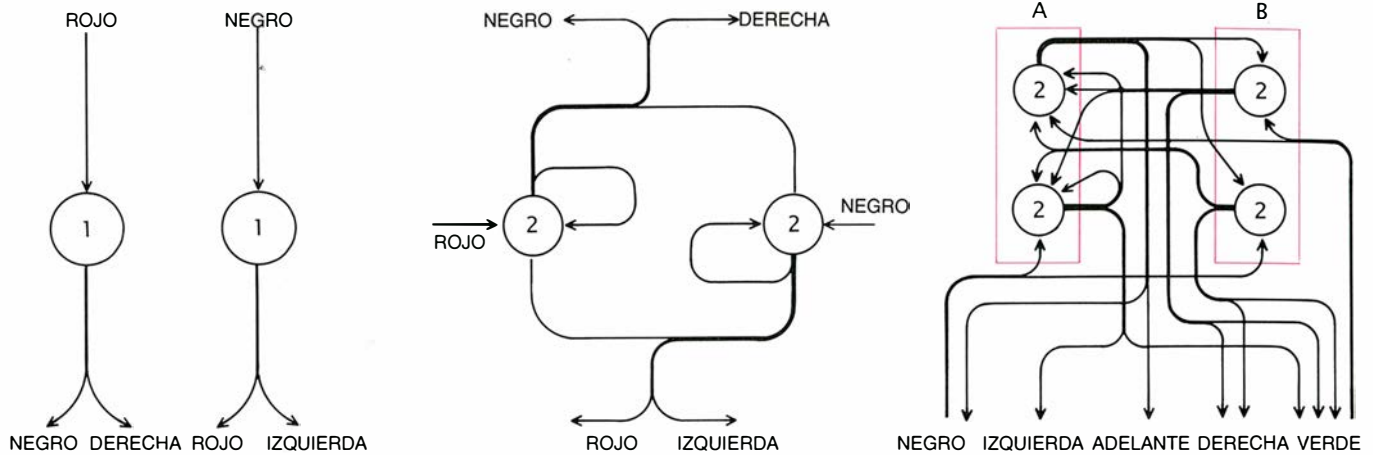 ROJO NEGRO
1 1
NEGRO DERECHA ROJO IZQUIERDA
NEGRO DERECHA
2 2
ROJO NEGRO
ROJO IZQUIERDA
A B
2 2
2 2
NEGRO IZQUIERDA ADELANTE DERECHA VERDE